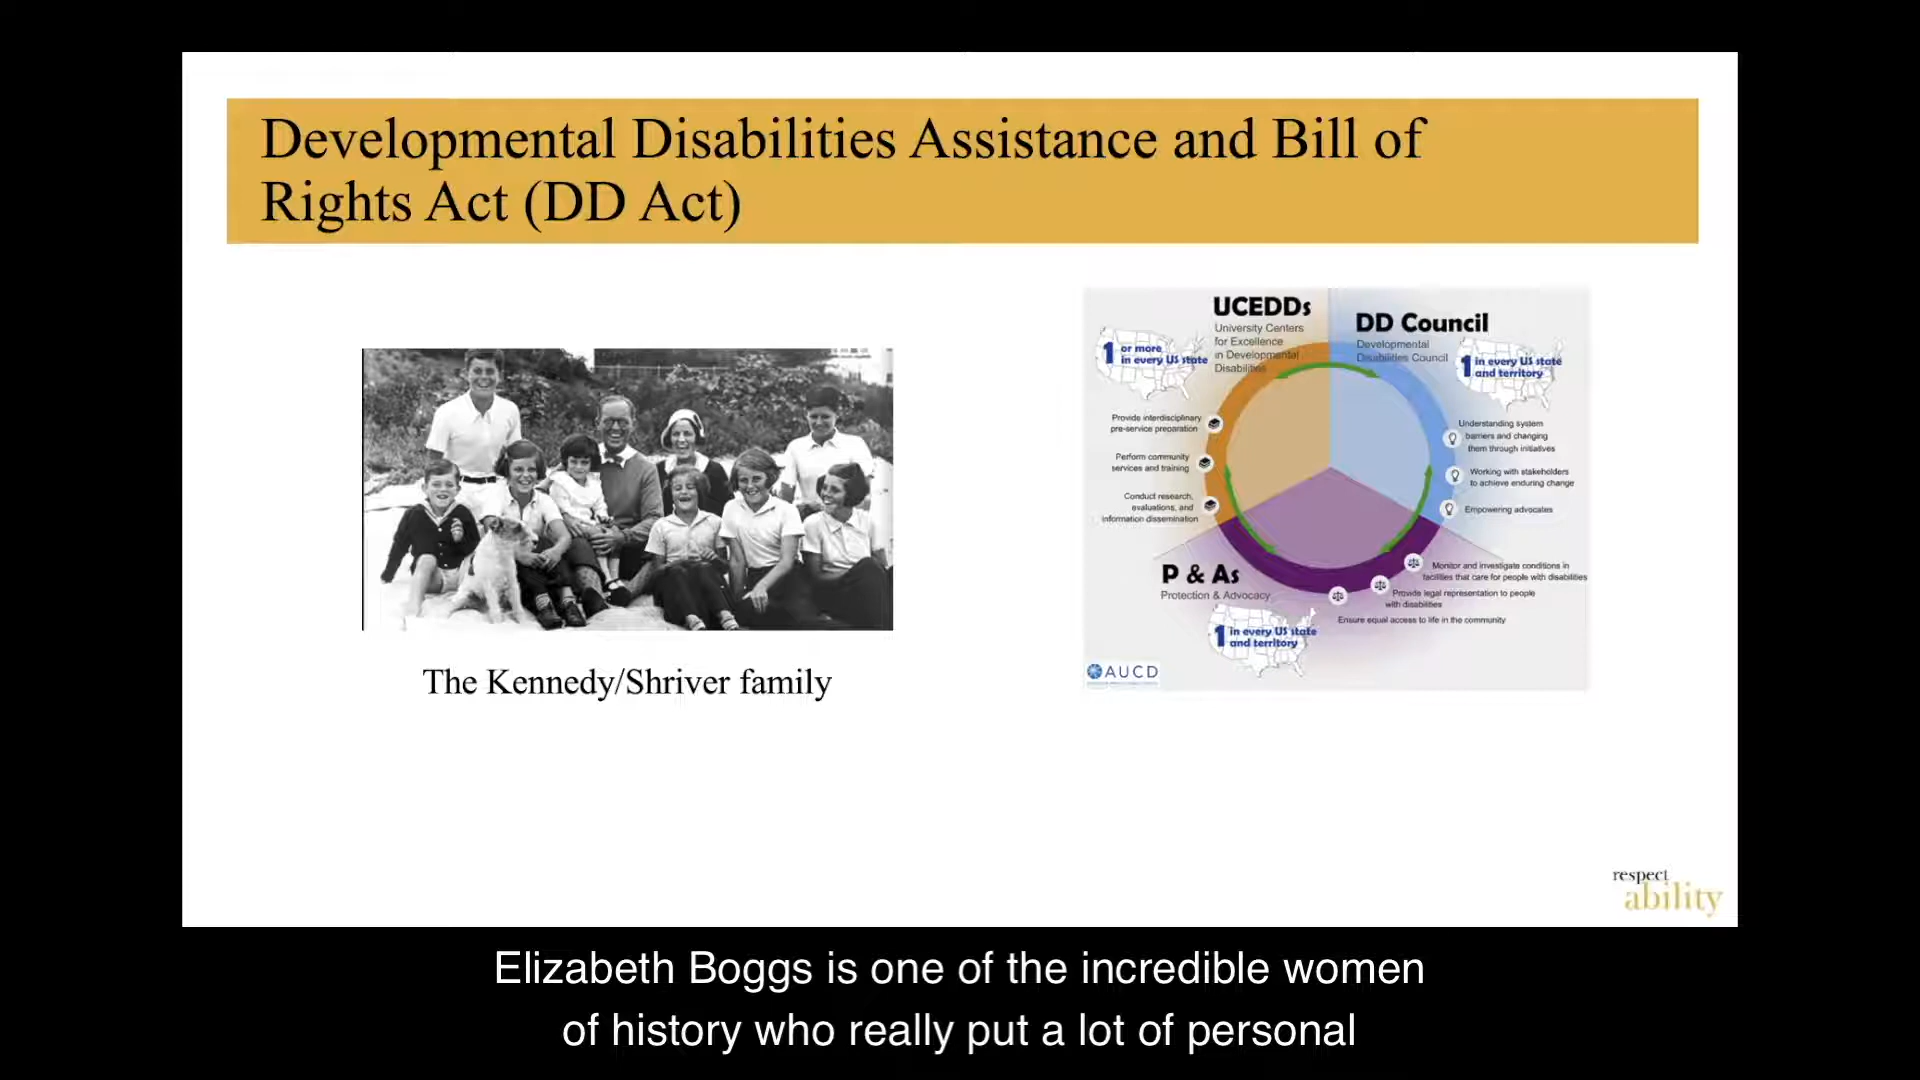 Developmental Disabilities Assistance and Bill of
Rights Act (DD Act)
The Kennedy/Shriver family
UCEDDs
University Centers
for Excellence
in Developmental
Disabilities
1 or more
in every US state
Provide interdisciplinary
pre-service preparation
Perform community
services and training
Conduct research,
evaluations, and
information dissemination
DD Council
Developmental
Disabilities Council
1 in every US state
and territory
Understanding system
barriers and changing
them through initiatives
Working with stakeholders
to achieve enduring change
Empowering advocates
P & As
Protection & Advocacy
1 in every US state
and territory
Monitor and investigate conditions in
facilities that care for people with disabilities
Provide legal representation to people
with disabilities
Ensure equal access to life in the community
AUCD
respect
ability
Elizabeth Boggs is one of the incredible women
of history who really put a lot of personal